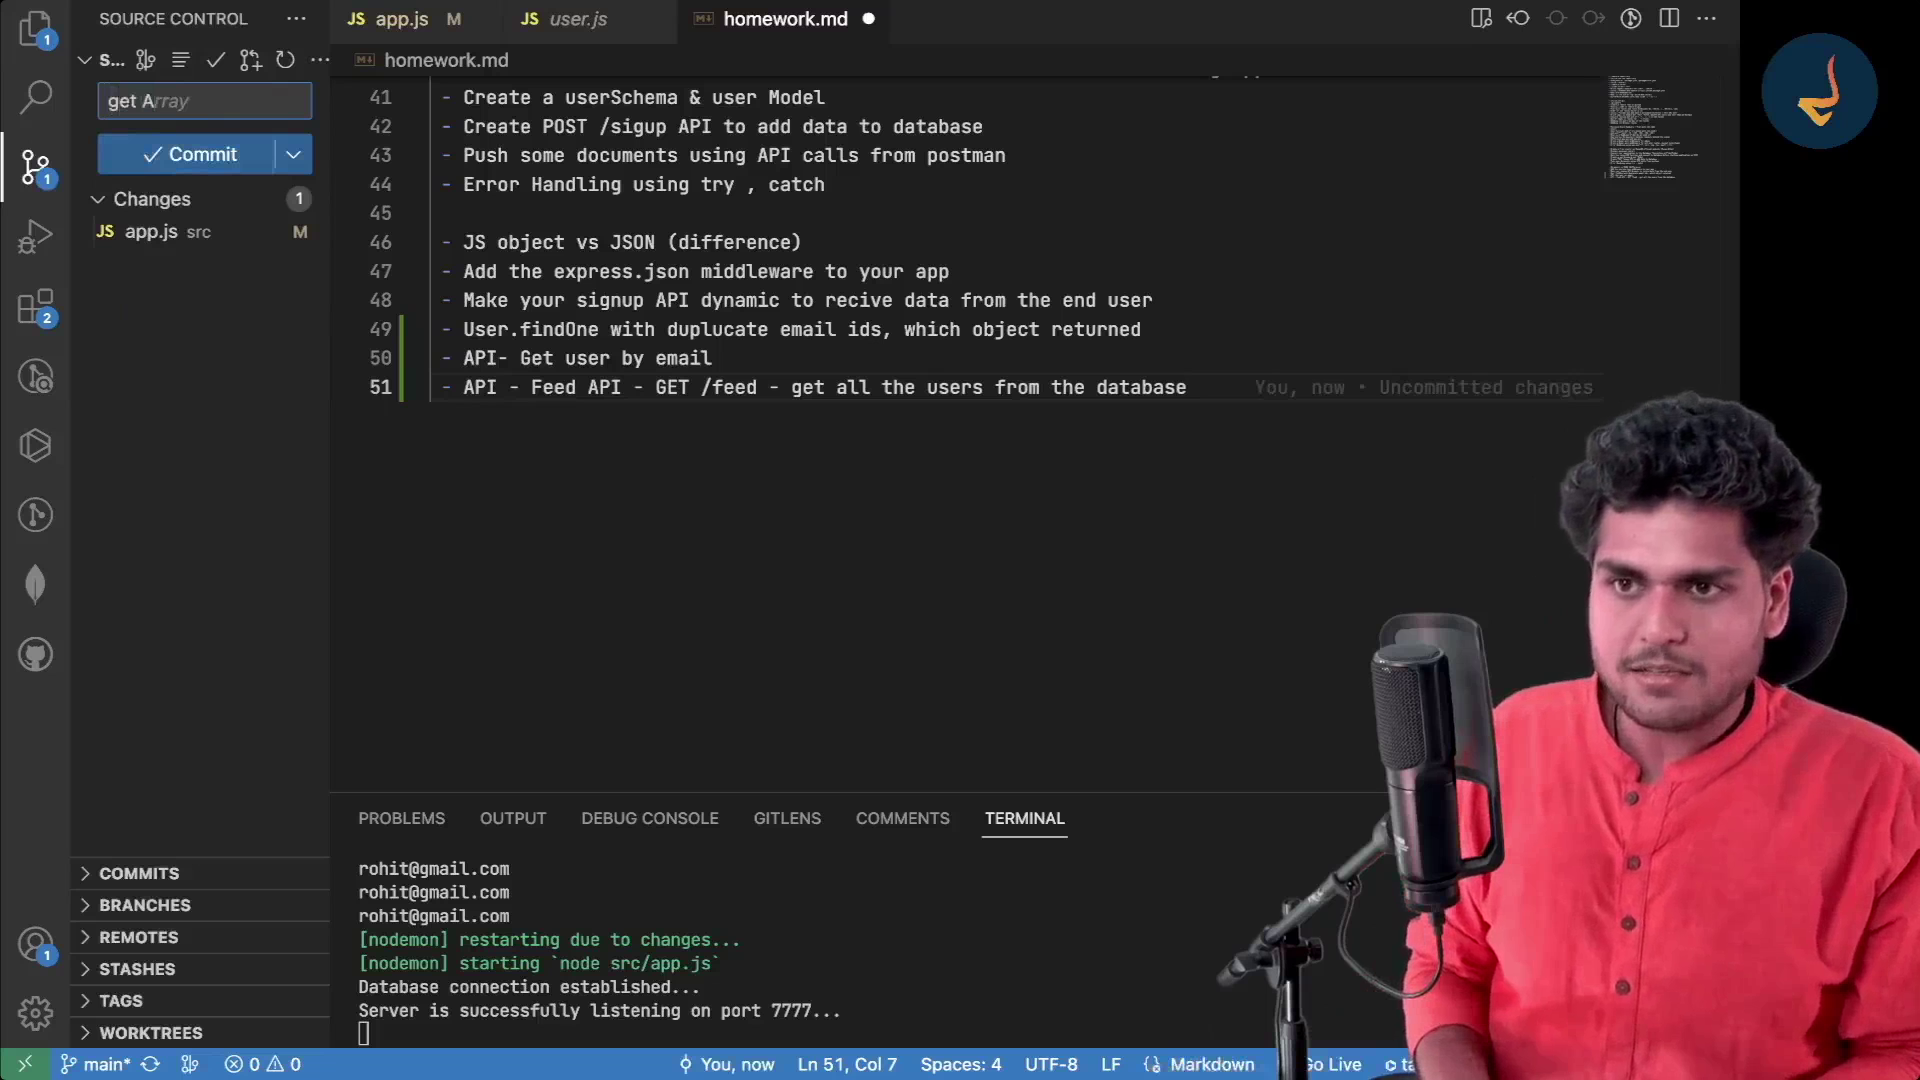 SOURCE CONTROL
S...
get Array
Commit
Changes 1
JS app.js src M
COMMITS
BRANCHES
REMOTES
STASHES
TAGS
WORKTREES
1
1
2
1
JS app.js M
JS user.js
homework.md
homework.md
41 - Create a userSchema & user Model
42 - Create POST /sigup API to add data to database
43 - Push some documents using API calls from postman
44 - Error Handling using try , catch
45
46 - JS object vs JSON (difference)
47 - Add the express.json middleware to your app
48 - Make your signup API dynamic to recive data from the end user
49 - User.findOne with duplucate email ids, which object returned
50 - API- Get user by email
51 - API - Feed API - GET /feed - get all the users from the database You, now • Uncommitted changes
PROBLEMS OUTPUT DEBUG CONSOLE GITLENS COMMENTS TERMINAL
rohit@gmail.com
rohit@gmail.com
rohit@gmail.com
[nodemon] restarting due to changes...
[nodemon] starting `node src/app.js`
Database connection established...
Server is successfully listening on port 7777...
main* 0 0 You, now Ln 51, Col 7 Spaces: 4 UTF-8 LF Markdown Go Live